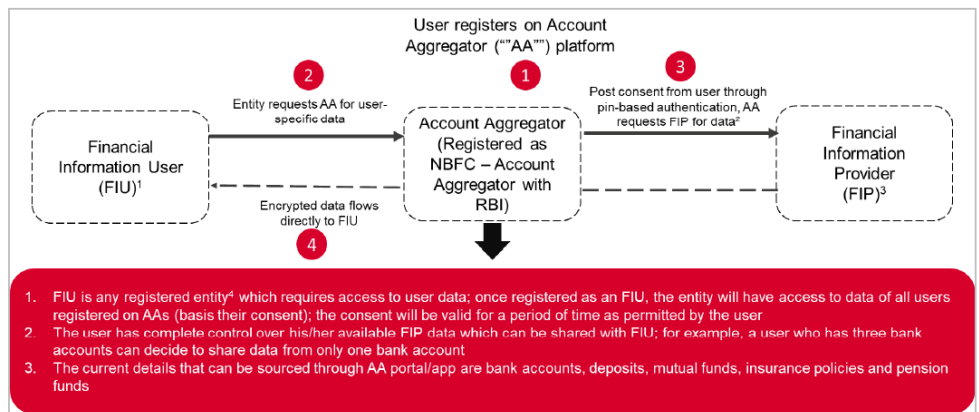 User registers on Account
Aggregator (“”AA””) platform
2
1
3
Entity requests AA for user-
specific data
Post consent from user through
pin-based authentication, AA
requests FIP for data²
Financial
Information User
(FIU)¹
Account Aggregator
(Registered as
NBFC – Account
Aggregator with
RBI)
Financial
Information
Provider
(FIP)³
Encrypted data flows
directly to FIU
4
1. FIU is any registered entity⁴ which requires access to user data; once registered as an FIU, the entity will have access to data of all users
registered on AAs (basis their consent); the consent will be valid for a period of time as permitted by the user
2. The user has complete control over his/her available FIP data which can be shared with FIU; for example, a user who has three bank
accounts can decide to share data from only one bank account
3. The current details that can be sourced through AA portal/app are bank accounts, deposits, mutual funds, insurance policies and pension
funds